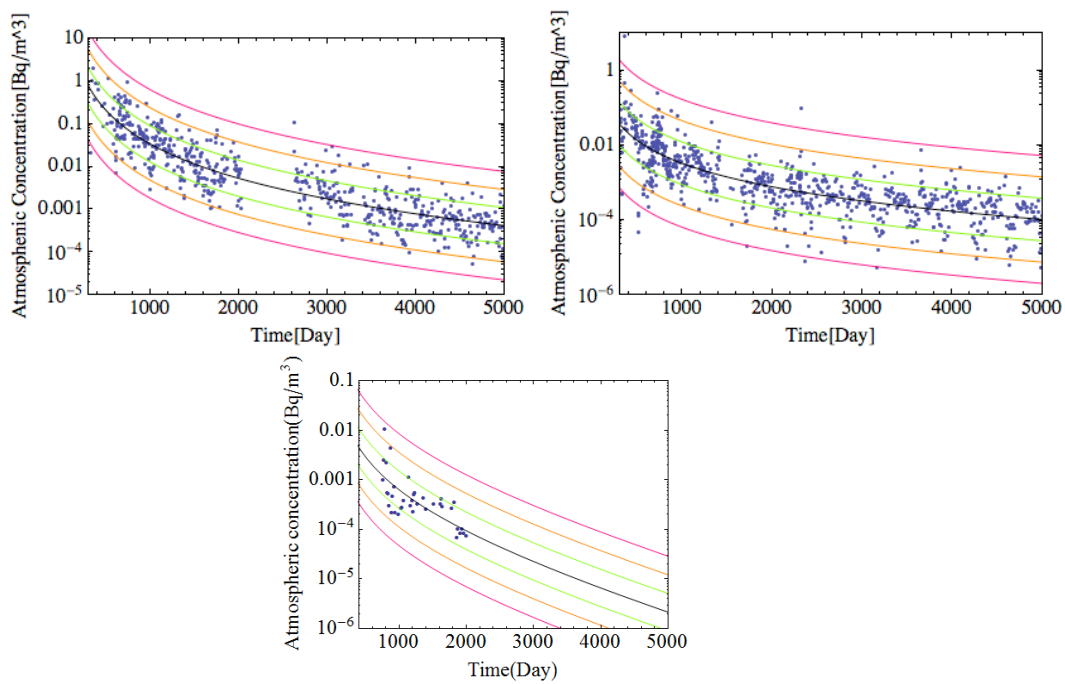 Atmospheric Concentration[Bq/m^3]
10
1
0.1
0.01
0.001
10^-4
10^-5
1000 2000 3000 4000 5000
Time[Day]
Atmospheric Concentration[Bq/m^3]
1
0.01
10^-4
10^-6
1000 2000 3000 4000 5000
Time[Day]
Atmospheric concentration(Bq/m^3)
0.1
0.01
0.001
10^-4
10^-5
10^-6
1000 2000 3000 4000 5000
Time(Day)